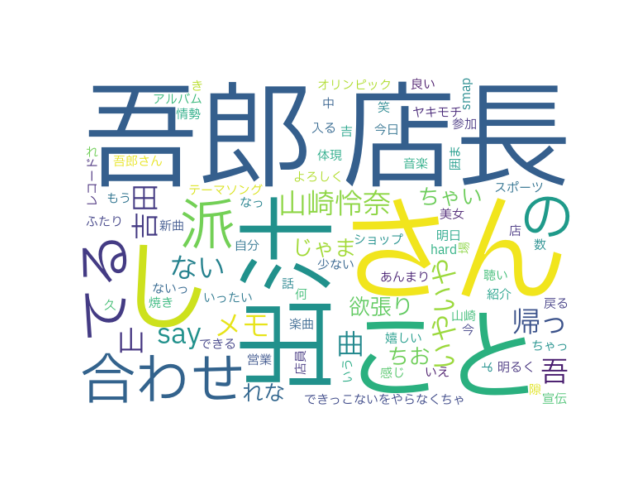 オリンピック
良い
smap
き
アルバム
中
笑
ヤキモチ
情勢
入る
吉
今日
参加
吾郎
店長
れ
レコード
吾郎さん
体現
音楽
囲ま
よろしく
もう
テーマソング
なっ
山崎怜奈
ちゃい
スポーツ
ふたり
吉田
新曲
派
自分
じゃま
ショップ
美女
明日
店
の
数
てる
し
ない
渋
さん
少ない
hard
あんまり
いやいや
聴い
紹介
ないっ
久
焼き
いったい
話
何
欲張り
戻る
山
say
メモ
できる
田
楽曲
曲
嬉しい
山崎
今
帰っ
ちゃっ
合わせ
営業
店員
いう
ちお
感じ
いえ
こと
明るく
吾
れな
できっこないをやらなくちゃ
宣伝